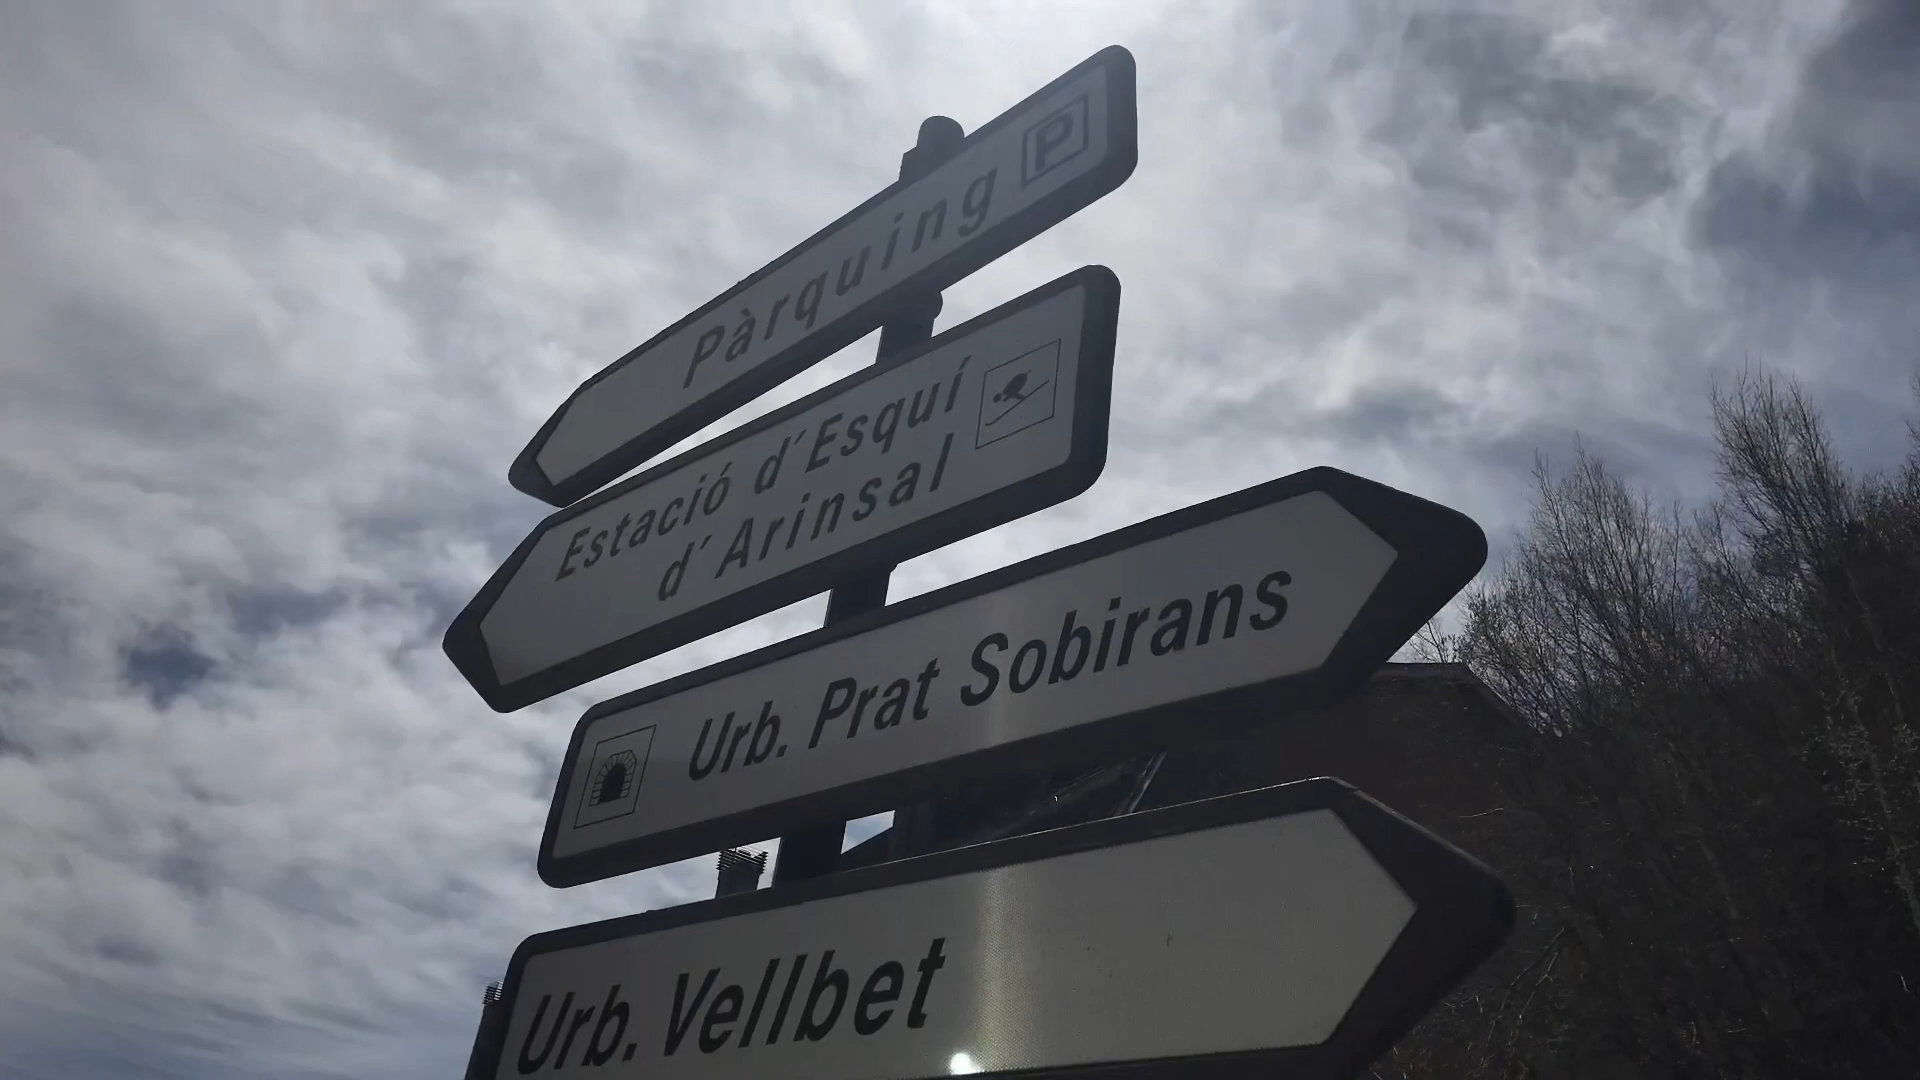 Pàrquing P
Estació d´Esquí
d´Arinsal
Urb. Prat Sobirans
Urb. Vellbet